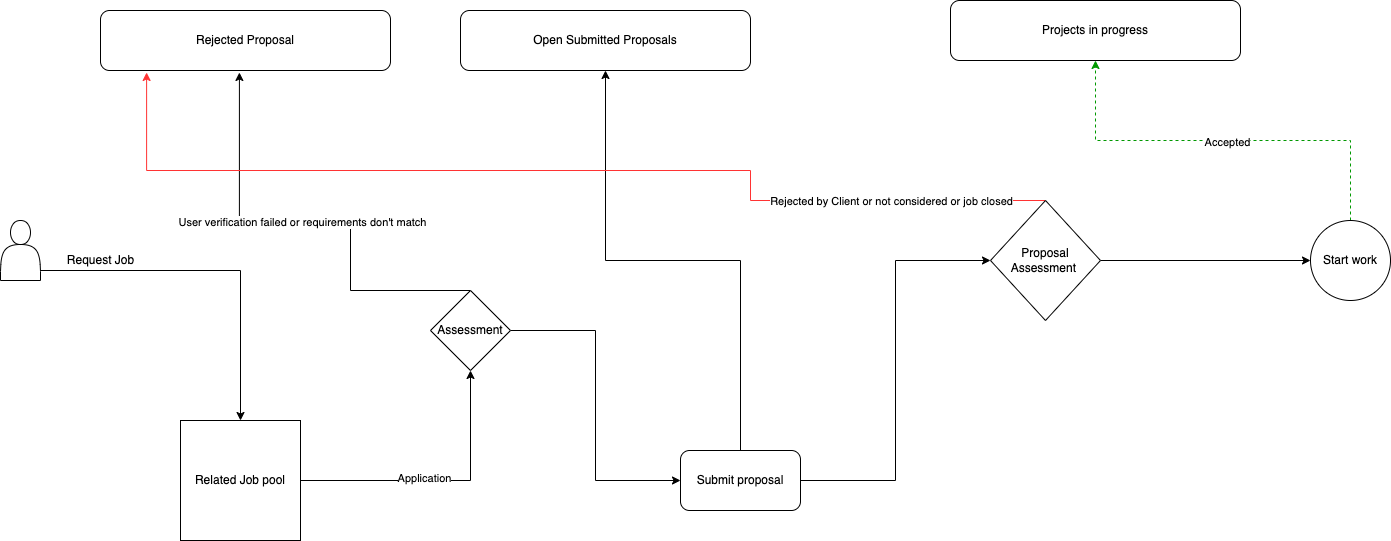 Rejected Proposal
Open Submitted Proposals
Projects in progress
Accepted
Rejected by Client or not considered or job closed
User verification failed or requirements don't match
Request Job
Proposal
Assessment
Start work
Assessment
Related Job pool
Application
Submit proposal